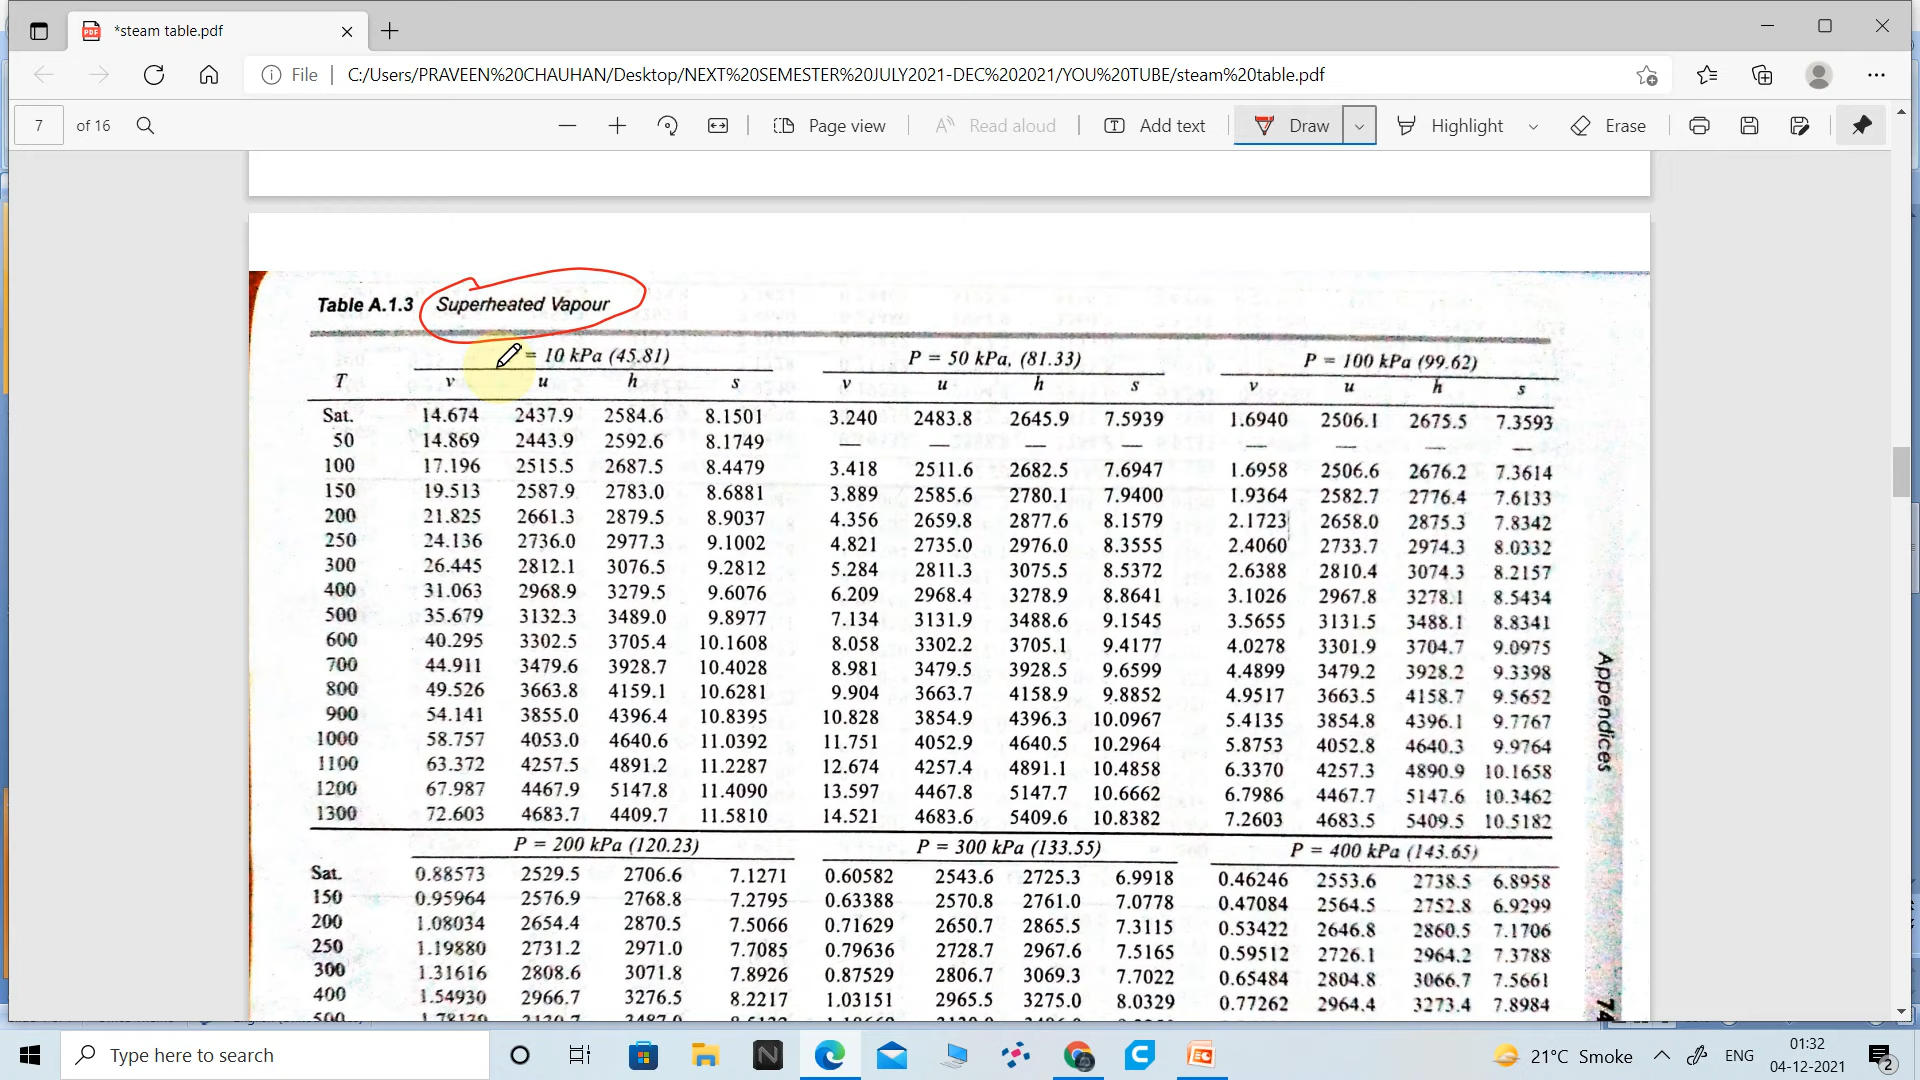 *steam table.pdf
File
C:/Users/PRAVEEN%20CHAUHAN/Desktop/NEXT%20SEMESTER%20JULY2021-DEC%202021/YOU%20TUBE/steam%20table.pdf
7 of 16
Page view
Read aloud
Add text
Draw
Highlight
Erase
Table A.1.3 Superheated Vapour
= 10 kPa (45.81) P = 50 kPa, (81.33) P = 100 kPa (99.62)
T v u h s v u h s v u h s
Sat. 14.674 2437.9 2584.6 8.1501 3.240 2483.8 2645.9 7.5939 1.6940 2506.1 2675.5 7.3593
50 14.869 2443.9 2592.6 8.1749 — — — — — — — —
100 17.196 2515.5 2687.5 8.4479 3.418 2511.6 2682.5 7.6947 1.6958 2506.6 2676.2 7.3614
150 19.513 2587.9 2783.0 8.6881 3.889 2585.6 2780.1 7.9400 1.9364 2582.7 2776.4 7.6133
200 21.825 2661.3 2879.5 8.9037 4.356 2659.8 2877.6 8.1579 2.1723 2658.0 2875.3 7.8342
250 24.136 2736.0 2977.3 9.1002 4.821 2735.0 2976.0 8.3555 2.4060 2733.7 2974.3 8.0332
300 26.445 2812.1 3076.5 9.2812 5.284 2811.3 3075.5 8.5372 2.6388 2810.4 3074.3 8.2157
400 31.063 2968.9 3279.5 9.6076 6.209 2968.4 3278.9 8.8641 3.1026 2967.8 3278.1 8.5434
500 35.679 3132.3 3489.0 9.8977 7.134 3131.9 3488.6 9.1545 3.5655 3131.5 3488.1 8.8341
600 40.295 3302.5 3705.4 10.1608 8.058 3302.2 3705.1 9.4177 4.0278 3301.9 3704.7 9.0975
700 44.911 3479.6 3928.7 10.4028 8.981 3479.5 3928.5 9.6599 4.4899 3479.2 3928.2 9.3398
800 49.526 3663.8 4159.1 10.6281 9.904 3663.7 4158.9 9.8852 4.9517 3663.5 4158.7 9.5652
900 54.141 3855.0 4396.4 10.8395 10.828 3854.9 4396.3 10.0967 5.4135 3854.8 4396.1 9.7767
1000 58.757 4053.0 4640.6 11.0392 11.751 4052.9 4640.5 10.2964 5.8753 4052.8 4640.3 9.9764
1100 63.372 4257.5 4891.2 11.2287 12.674 4257.4 4891.1 10.4858 6.3370 4257.3 4890.9 10.1658
1200 67.987 4467.9 5147.8 11.4090 13.597 4467.8 5147.7 10.6662 6.7986 4467.7 5147.6 10.3462
1300 72.603 4683.7 4409.7 11.5810 14.521 4683.6 5409.6 10.8382 7.2603 4683.5 5409.5 10.5182
P = 200 kPa (120.23) P = 300 kPa (133.55) P = 400 kPa (143.65)
Sat. 0.88573 2529.5 2706.6 7.1271 0.60582 2543.6 2725.3 6.9918 0.46246 2553.6 2738.5 6.8958
150 0.95964 2576.9 2768.8 7.2795 0.63388 2570.8 2761.0 7.0778 0.47084 2564.5 2752.8 6.9299
200 1.08034 2654.4 2870.5 7.5066 0.71629 2650.7 2865.5 7.3115 0.53422 2646.8 2860.5 7.1706
250 1.19880 2731.2 2971.0 7.7085 0.79636 2728.7 2967.6 7.5165 0.59512 2726.1 2964.2 7.3788
300 1.31616 2808.6 3071.8 7.8926 0.87529 2806.7 3069.3 7.7022 0.65484 2804.8 3066.7 7.5661
400 1.54930 2966.7 3276.5 8.2217 1.03151 2965.5 3275.0 8.0329 0.77262 2964.4 3273.4 7.8984
Appendices
Type here to search
21°C Smoke
ENG
01:32
04-12-2021
2